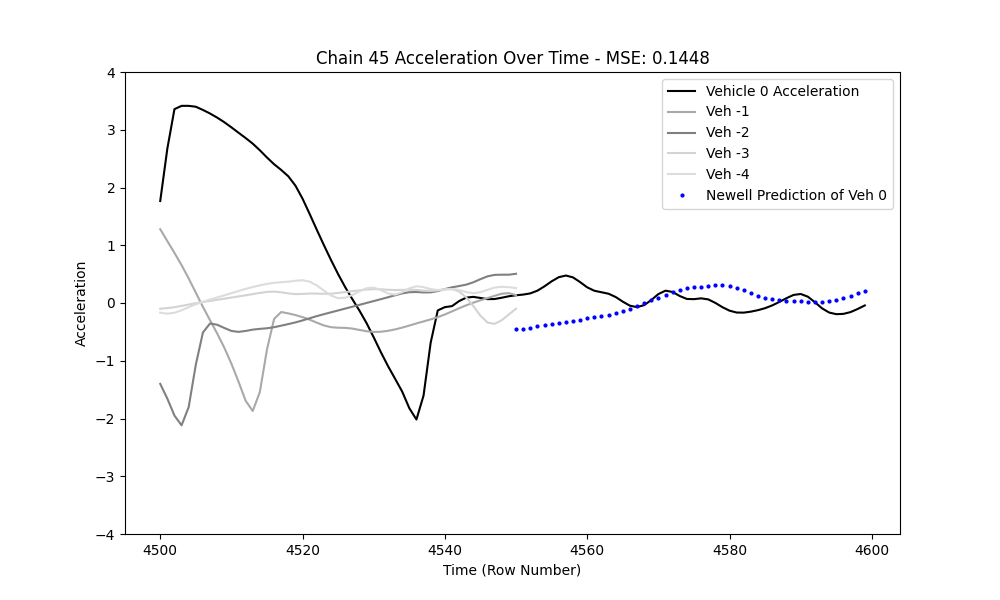 Chain 45 Acceleration Over Time - MSE: 0.1448
4
3
2
1
0
−1
−2
−3
−4
Acceleration
Vehicle 0 Acceleration
Veh -1
Veh -2
Veh -3
Veh -4
Newell Prediction of Veh 0
4500
4520
4540
4560
4580
4600
Time (Row Number)